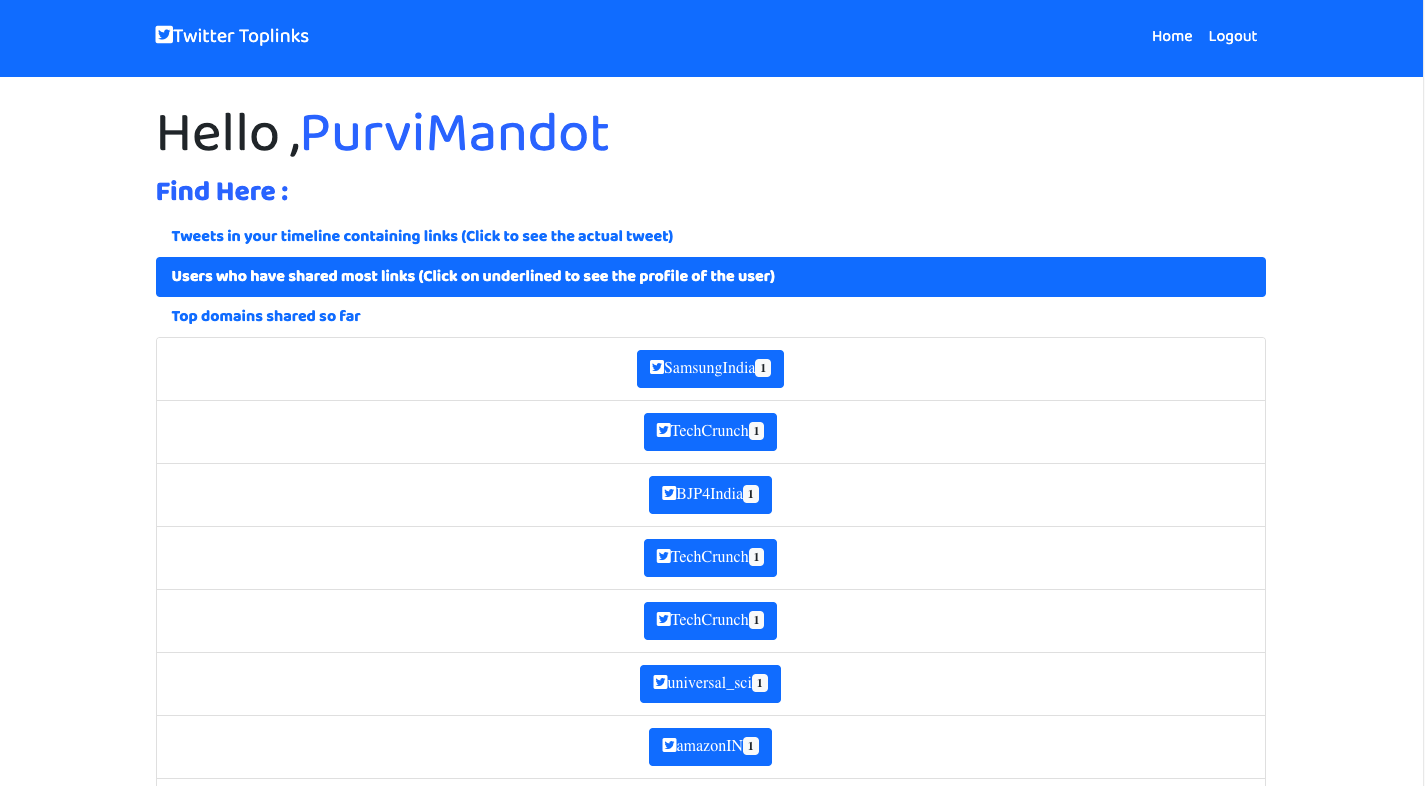 Twitter Toplinks Home Logout
Hello ,PurviMandot
Find Here :
Tweets in your timeline containing links (Click to see the actual tweet)
Users who have shared most links (Click on underlined to see the profile of the user)
Top domains shared so far
SamsungIndia 1
TechCrunch 1
BJP4India 1
TechCrunch 1
TechCrunch 1
universal_sci 1
amazonIN 1